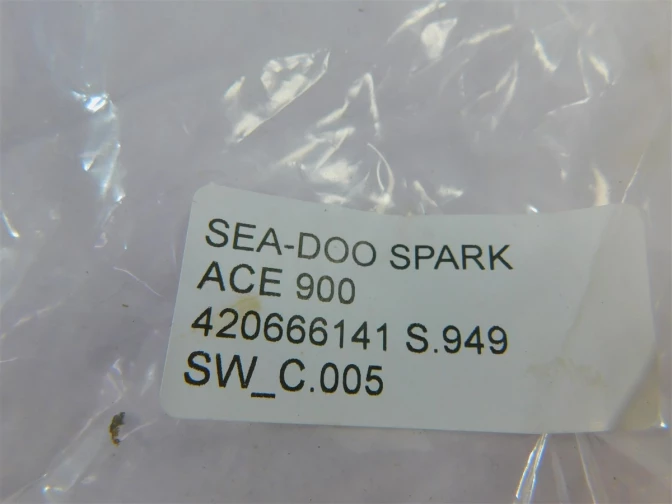 SEA-DOO SPARK
ACE 900
420666141 S.949
SW_C.005